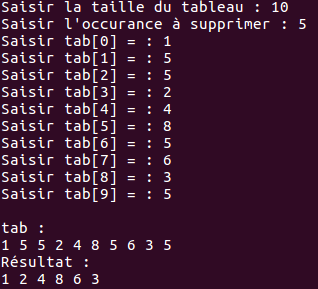 Saisir la taille du tableau : 10
Saisir l'occurance à supprimer : 5
Saisir tab[0] = : 1
Saisir tab[1] = : 5
Saisir tab[2] = : 5
Saisir tab[3] = : 2
Saisir tab[4] = : 4
Saisir tab[5] = : 8
Saisir tab[6] = : 5
Saisir tab[7] = : 6
Saisir tab[8] = : 3
Saisir tab[9] = : 5
tab :
1 5 5 2 4 8 5 6 3 5
Résultat :
1 2 4 8 6 3